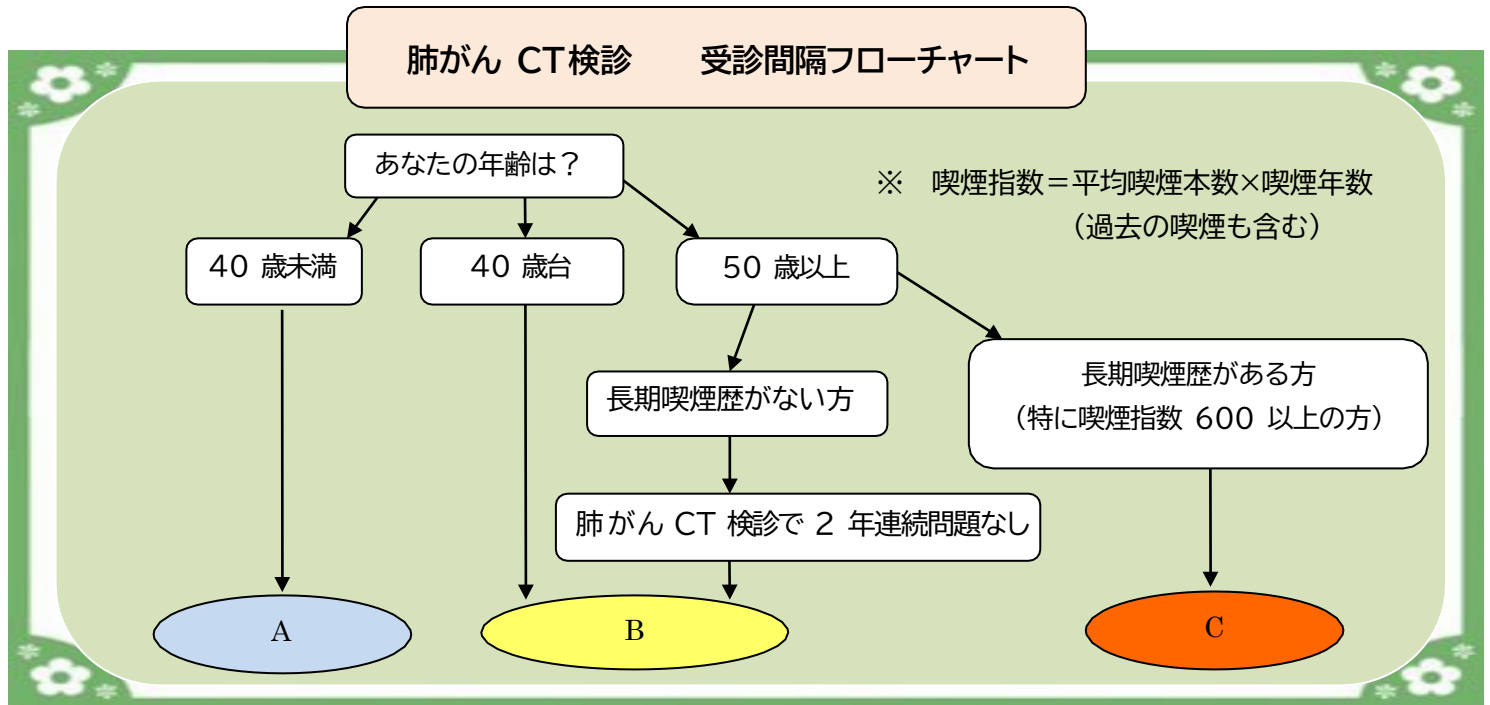 肺がん CT検診 受診間隔フローチャート
あなたの年齢は？
※ 喫煙指数＝平均喫煙本数×喫煙年数
（過去の喫煙も含む）
40 歳未満
40 歳台
50 歳以上
長期喫煙歴がない方
長期喫煙歴がある方
（特に喫煙指数 600 以上の方）
肺がん CT 検診で 2 年連続問題なし
A
B
C